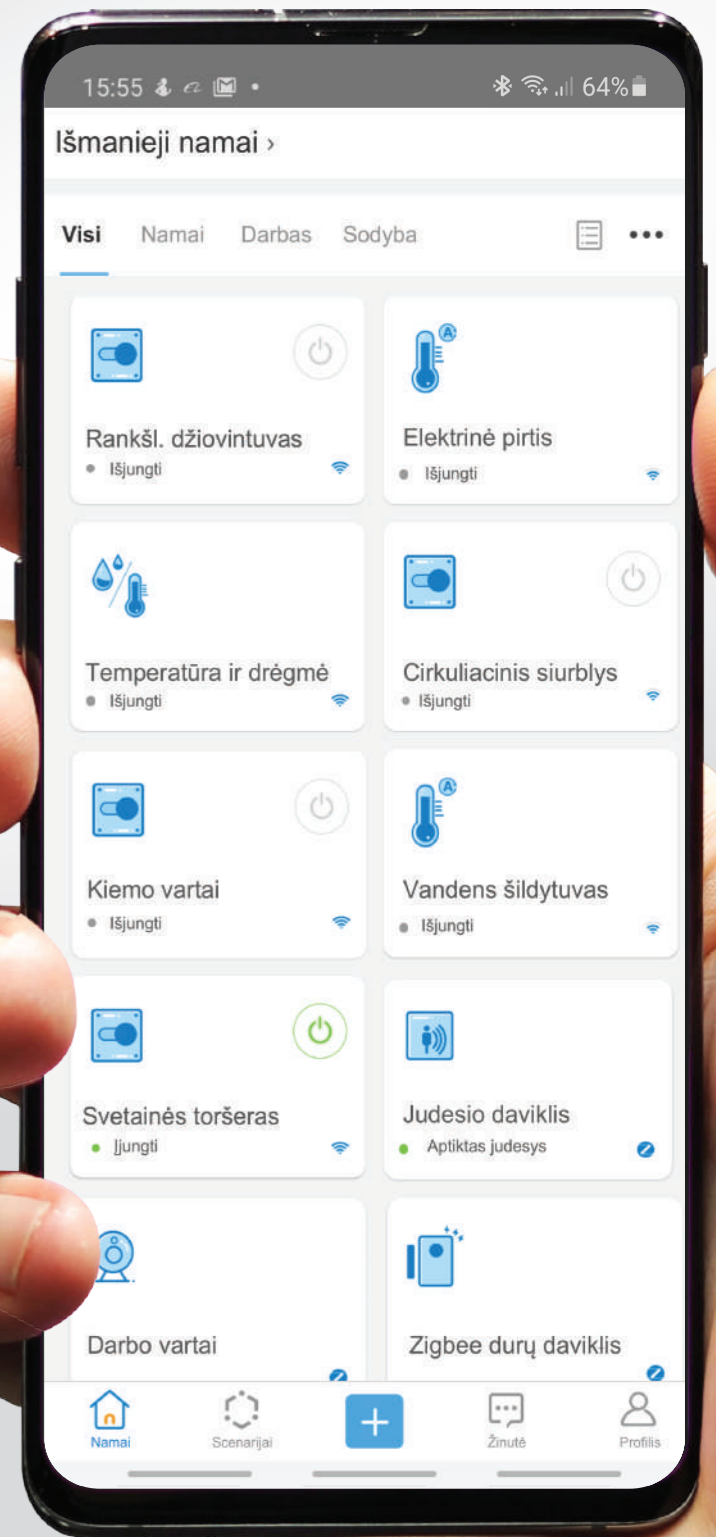 15:55 64%
Išmanieji namai ›
Visi Namai Darbas Sodyba
Rankšl. džiovintuvas
Išjungti
A
Elektrinė pirtis
Išjungti
Temperatūra ir drėgmė
Išjungti
Cirkuliacinis siurblys
Išjungti
Kiemo vartai
Išjungti
A
Vandens šildytuvas
Išjungti
Svetainės toršeras
Įjungti
Judesio daviklis
Aptiktas judesys
Darbo vartai
Zigbee durų daviklis
Namai Scenarijai Žinutė Profilis